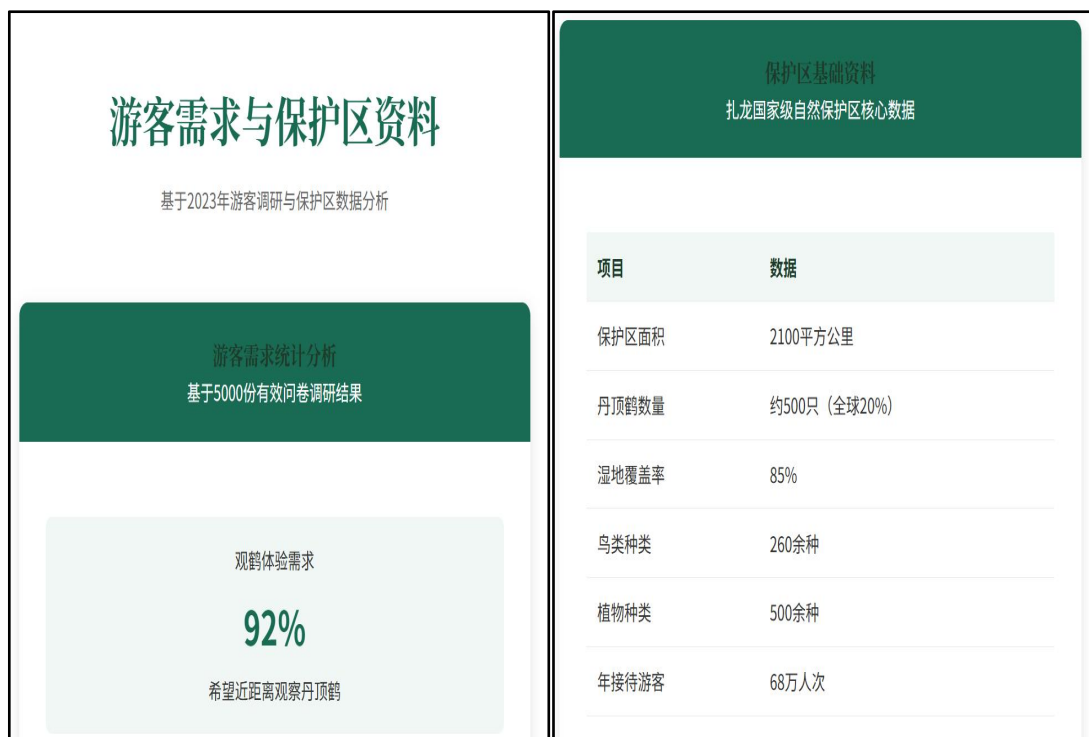 游客需求与保护区资料
基于2023年游客调研与保护区数据分析
游客需求统计分析
基于5000份有效问卷调研结果
观鹤体验需求
92%
希望近距离观察丹顶鹤
保护区基础资料
扎龙国家级自然保护区核心数据
项目 数据
保护区面积 2100平方公里
丹顶鹤数量 约500只（全球20%）
湿地覆盖率 85%
鸟类种类 260余种
植物种类 500余种
年接待游客 68万人次